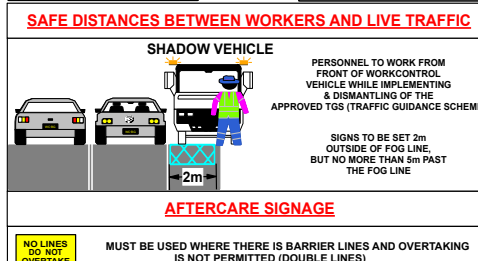 SAFE DISTANCES BETWEEN WORKERS AND LIVE TRAFFIC
SHADOW VEHICLE
PERSONNEL TO WORK FROM
FRONT OF WORKCONTROL
VEHICLE WHILE IMPLEMENTING
& DISMANTLING OF THE
APPROVED TGS (TRAFFIC GUIDANCE SCHEM
SIGNS TO BE SET 2m
OUTSIDE OF FOG LINE,
BUT NO MORE THAN 5m PAST
THE FOG LINE
2m
AFTERCARE SIGNAGE
NO LINES
DO NOT
OVERTAKE
MUST BE USED WHERE THERE IS BARRIER LINES AND OVERTAKING
IS NOT PERMITTED (DOUBLE LINES)